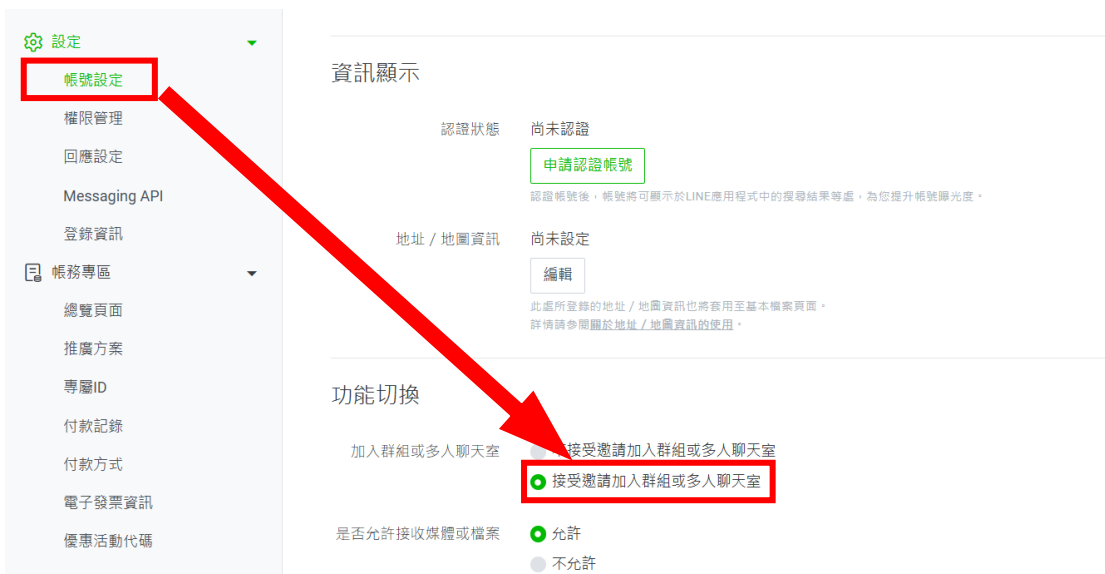 設定
帳號設定
權限管理
回應設定
Messaging API
登錄資訊
帳務專區
總覽頁面
推廣方案
專屬ID
付款記錄
付款方式
電子發票資訊
優惠活動代碼
資訊顯示
認證狀態 尚未認證
申請認證帳號
認證帳號後,帳號將可顯示於LINE應用程式中的搜尋結果等處,為您提升帳號曝光度。
地址 / 地圖資訊 尚未設定
編輯
此處所登錄的地址 / 地圖資訊也將套用至基本檔案頁面。
詳情請參閱關於地址 / 地圖資訊的使用。
功能切換
加入群組或多人聊天室 接受邀請加入群組或多人聊天室
接受邀請加入群組或多人聊天室
是否允許接收媒體或檔案 允許
不允許